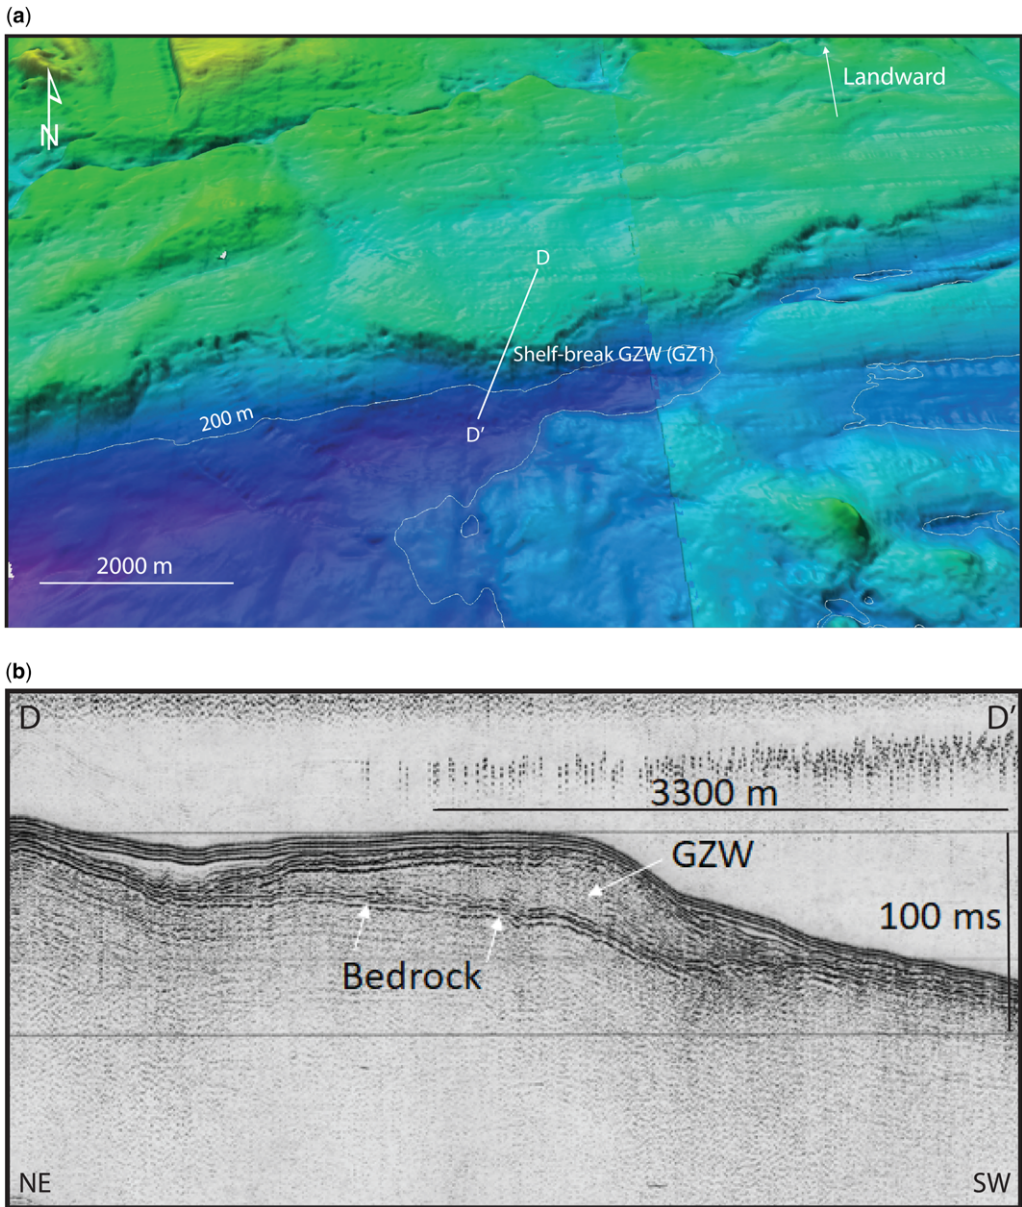 (a)
N
Landward
D
Shelf-break GZW (GZ1)
200 m
D′
2000 m
(b)
D
D′
3300 m
GZW
100 ms
Bedrock
NE
SW